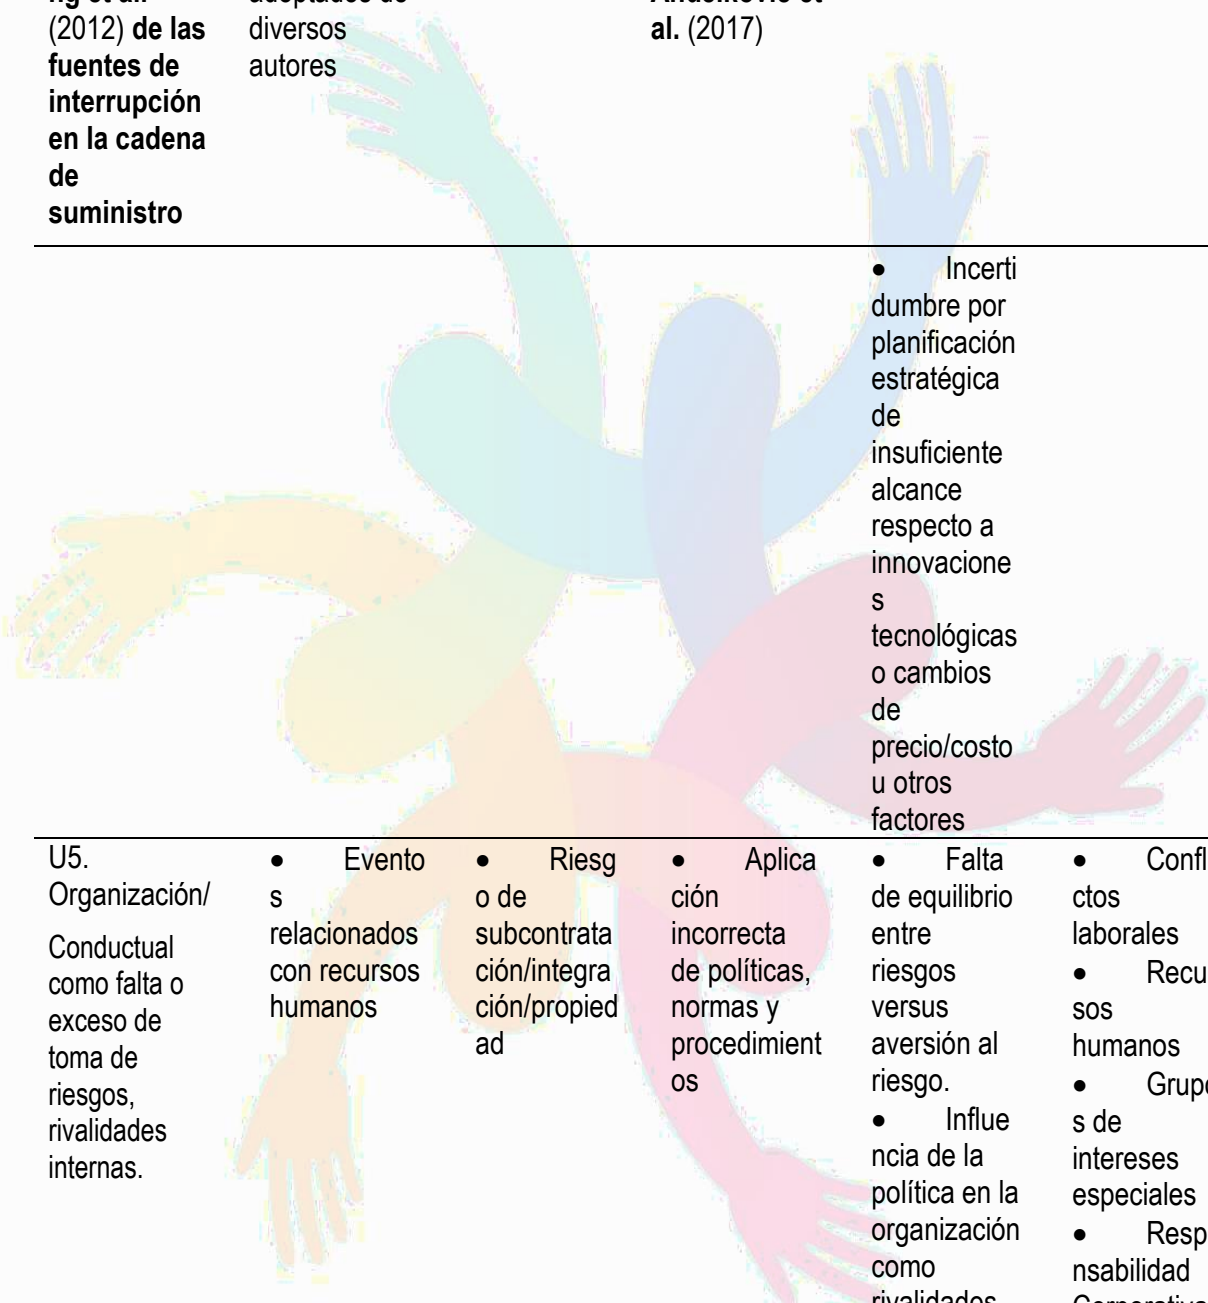 (2012) de las
fuentes de
interrupción
en la cadena
de
suministro
diversos
autores
al. (2017)
• Incerti
dumbre por
planificación
estratégica
de
insuficiente
alcance
respecto a
innovacione
s
tecnológicas
o cambios
de
precio/costo
u otros
factores
U5.
Organización/
Conductual
como falta o
exceso de
toma de
riesgos,
rivalidades
internas.
• Evento
s
relacionados
con recursos
humanos
• Riesg
o de
subcontrata
ción/integra
ción/propied
ad
• Aplica
ción
incorrecta
de políticas,
normas y
procedimient
os
• Falta
de equilibrio
entre
riesgos
versus
aversión al
riesgo.
• Influe
ncia de la
política en la
organización
como
rivalidades
• Confl
ctos
laborales
• Recu
sos
humanos
• Grup
s de
intereses
especiales
• Resp
nsabilidad